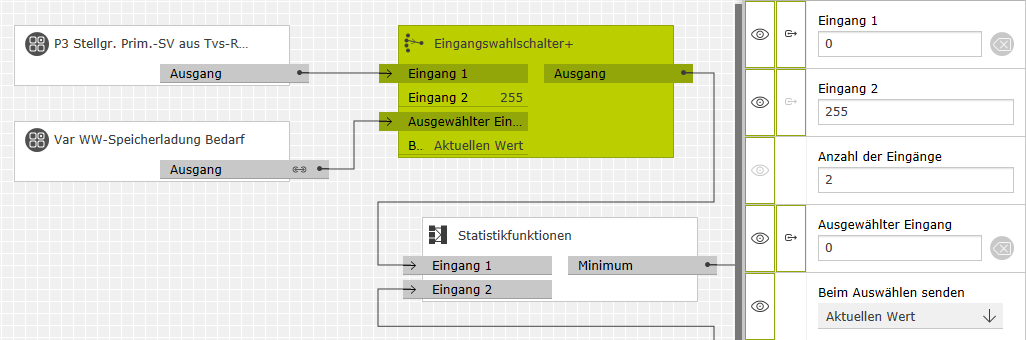 P3 Stellgr. Prim.-SV aus Tvs-R...
Ausgang
Var WW-Speicherladung Bedarf
Ausgang
Eingangswahlschalter+
Eingang 1
Ausgang
Eingang 2 255
Ausgewählter Ein...
B.. Aktuellen Wert
Statistikfunktionen
Eingang 1
Minimum
Eingang 2
Eingang 1
0
Eingang 2
255
Anzahl der Eingänge
2
Ausgewählter Eingang
0
Beim Auswählen senden
Aktuellen Wert